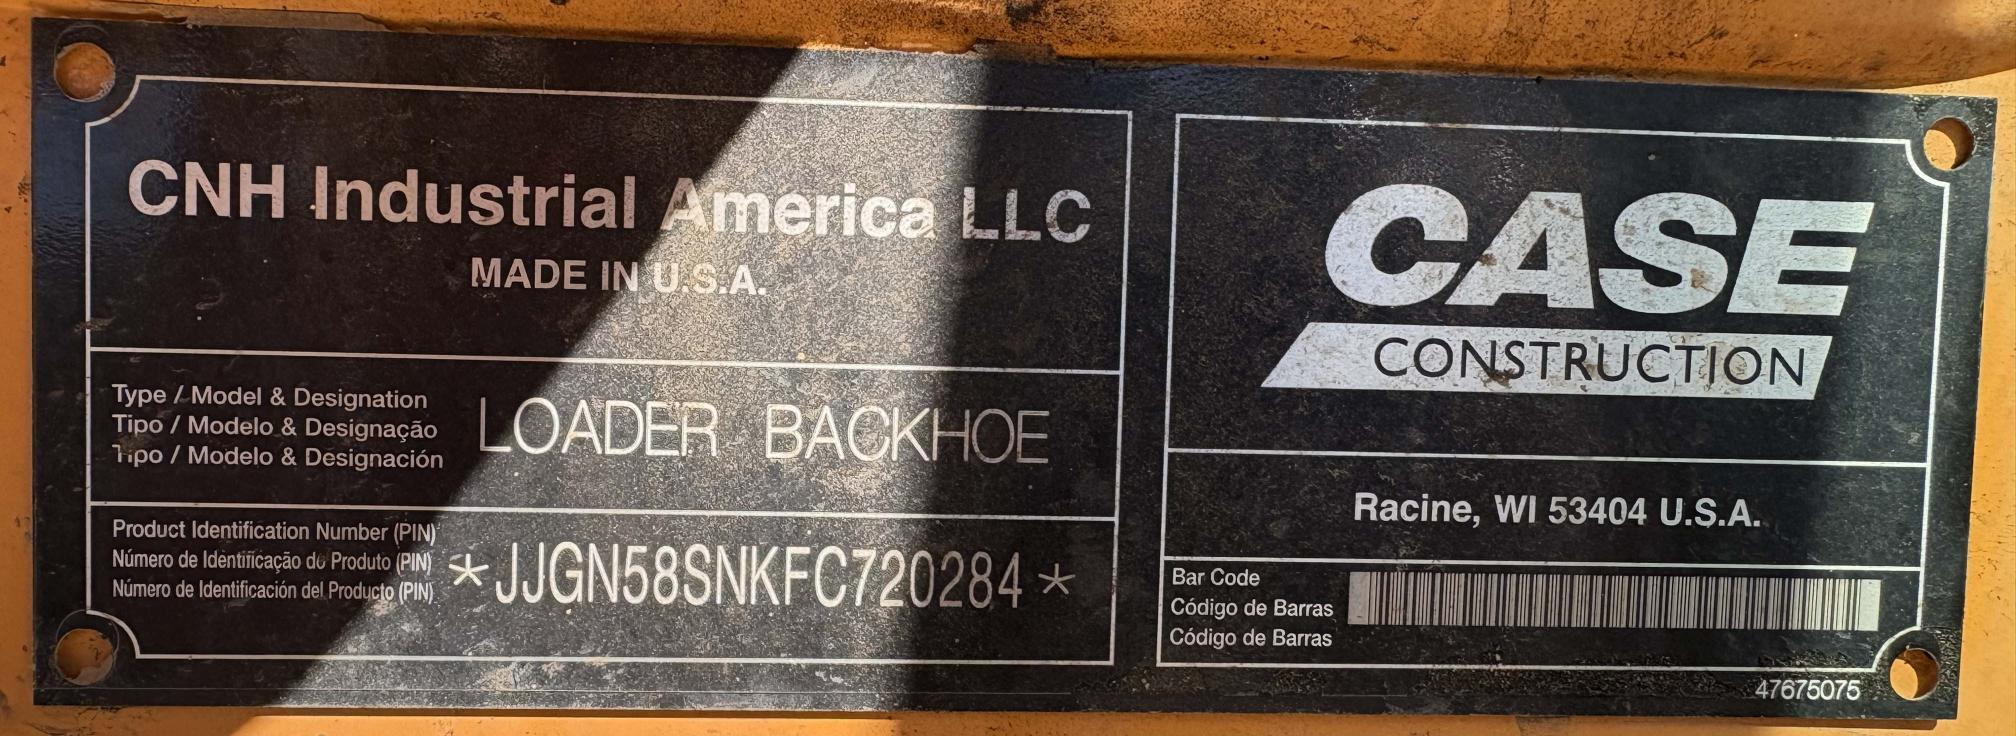 CNH Industrial America LLC
MADE IN U.S.A.
Type / Model & Designation
Tipo / Modelo & Designação
Tipo / Modelo & Designación
LOADER BACKHOE
Product Identification Number (PIN)
Número de Identificação do Produto (PIN)
Número de Identificación del Producto (PIN)
*JJGN58SNKFC720284*
CASE
CONSTRUCTION
Racine, WI 53404 U.S.A.
Bar Code
Código de Barras
Código de Barras
47675075